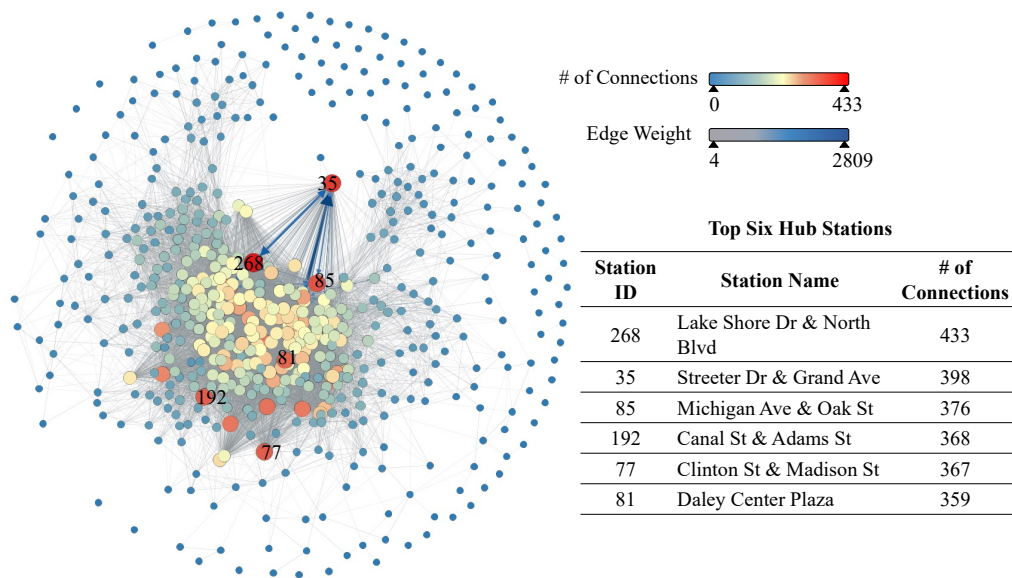 # of Connections
0 433
Edge Weight
4 2809
35
268
85
81
192
77
Top Six Hub Stations
Station ID Station Name # of Connections
268 Lake Shore Dr & North Blvd 433
35 Streeter Dr & Grand Ave 398
85 Michigan Ave & Oak St 376
192 Canal St & Adams St 368
77 Clinton St & Madison St 367
81 Daley Center Plaza 359